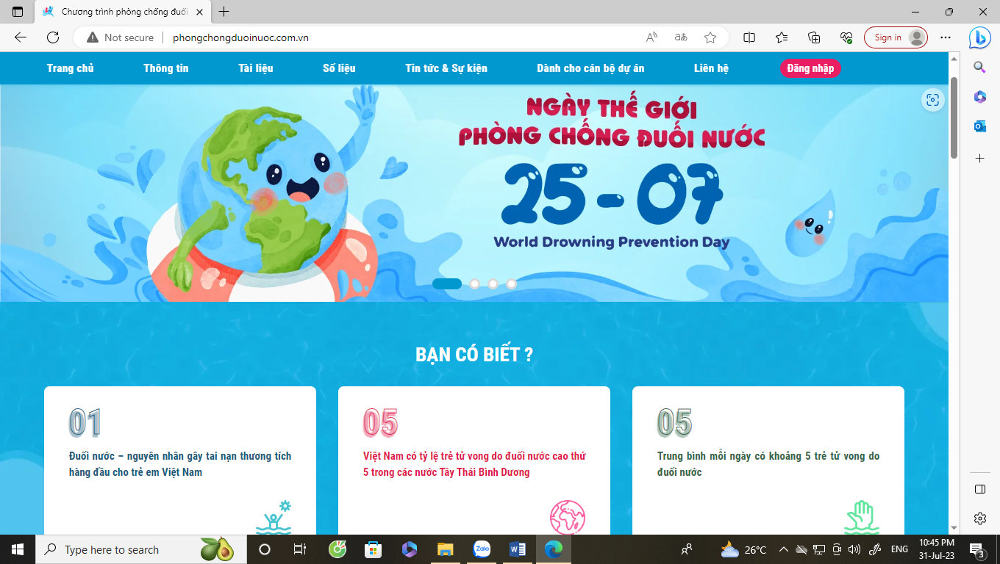 Chương trình phòng chống đuối
Not secure
phongchongduoinuoc.com.vn
Sign in
Trang chủ
Thông tin
Tài liệu
Số liệu
Tin tức & Sự kiện
Dành cho cán bộ dự án
Liên hệ
Đăng nhập
NGÀY THẾ GIỚI
PHÒNG CHỐNG ĐUỐI NƯỚC
25-07
World Drowning Prevention Day
BẠN CÓ BIẾT ?
01
Đuối nước – nguyên nhân gây tai nạn thương tích
hàng đầu cho trẻ em Việt Nam
05
Việt Nam có tỷ lệ trẻ tử vong do đuối nước cao thứ
5 trong các nước Tây Thái Bình Dương
05
Trung bình mỗi ngày có khoảng 5 trẻ tử vong do
đuối nước
Type here to search
Zalo
26°C
ENG
10:45 PM
31-Jul-23
3